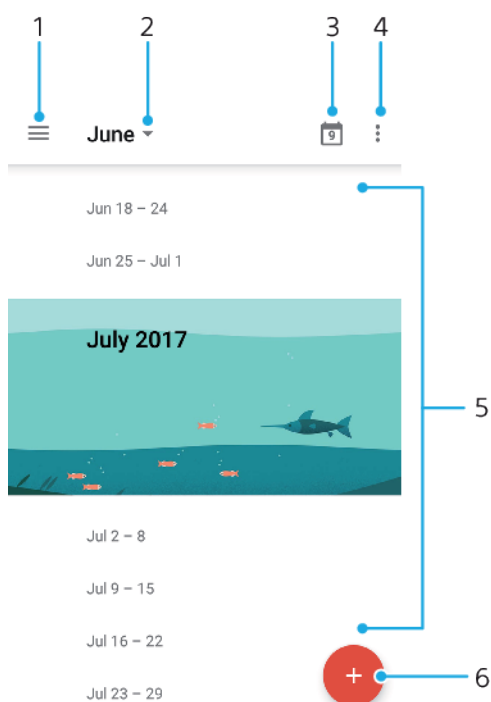 1 2 3 4
June 9
Jun 18 – 24
Jun 25 – Jul 1
July 2017
5
Jul 2 – 8
Jul 9 – 15
Jul 16 – 22
+ 6
Jul 23 – 29